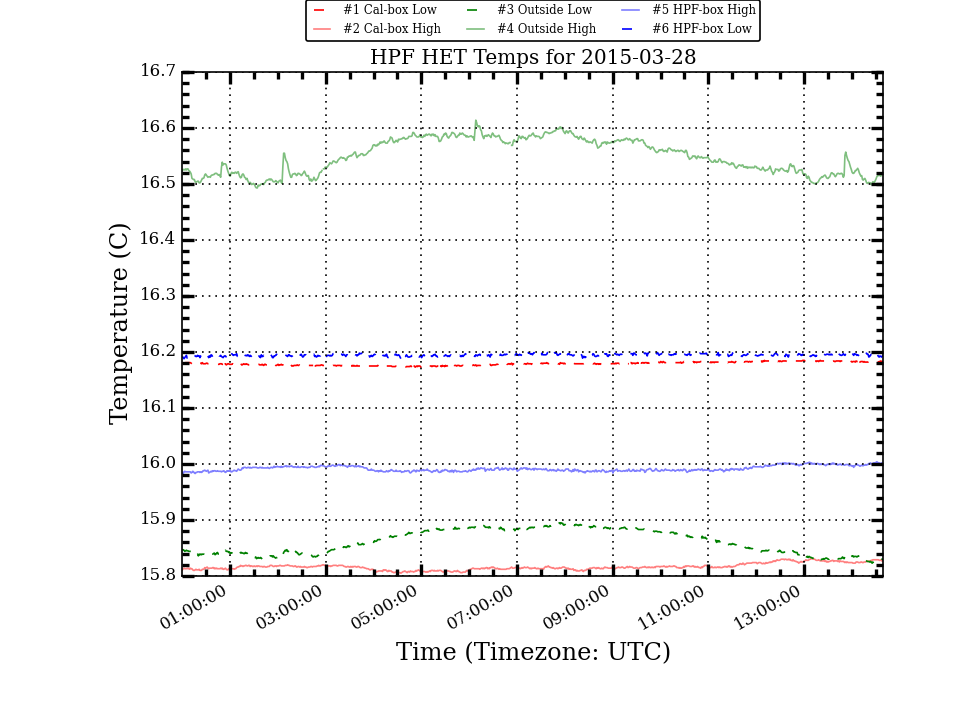 #1 Cal-box Low #3 Outside Low #5 HPF-box High
#2 Cal-box High #4 Outside High #6 HPF-box Low
HPF HET Temps for 2015-03-28
16.7
16.6
16.5
16.4
16.3
16.2
16.1
16.0
15.9
15.8
Temperature (C)
01:00:00 03:00:00 05:00:00 07:00:00 09:00:00 11:00:00 13:00:00
Time (Timezone: UTC)